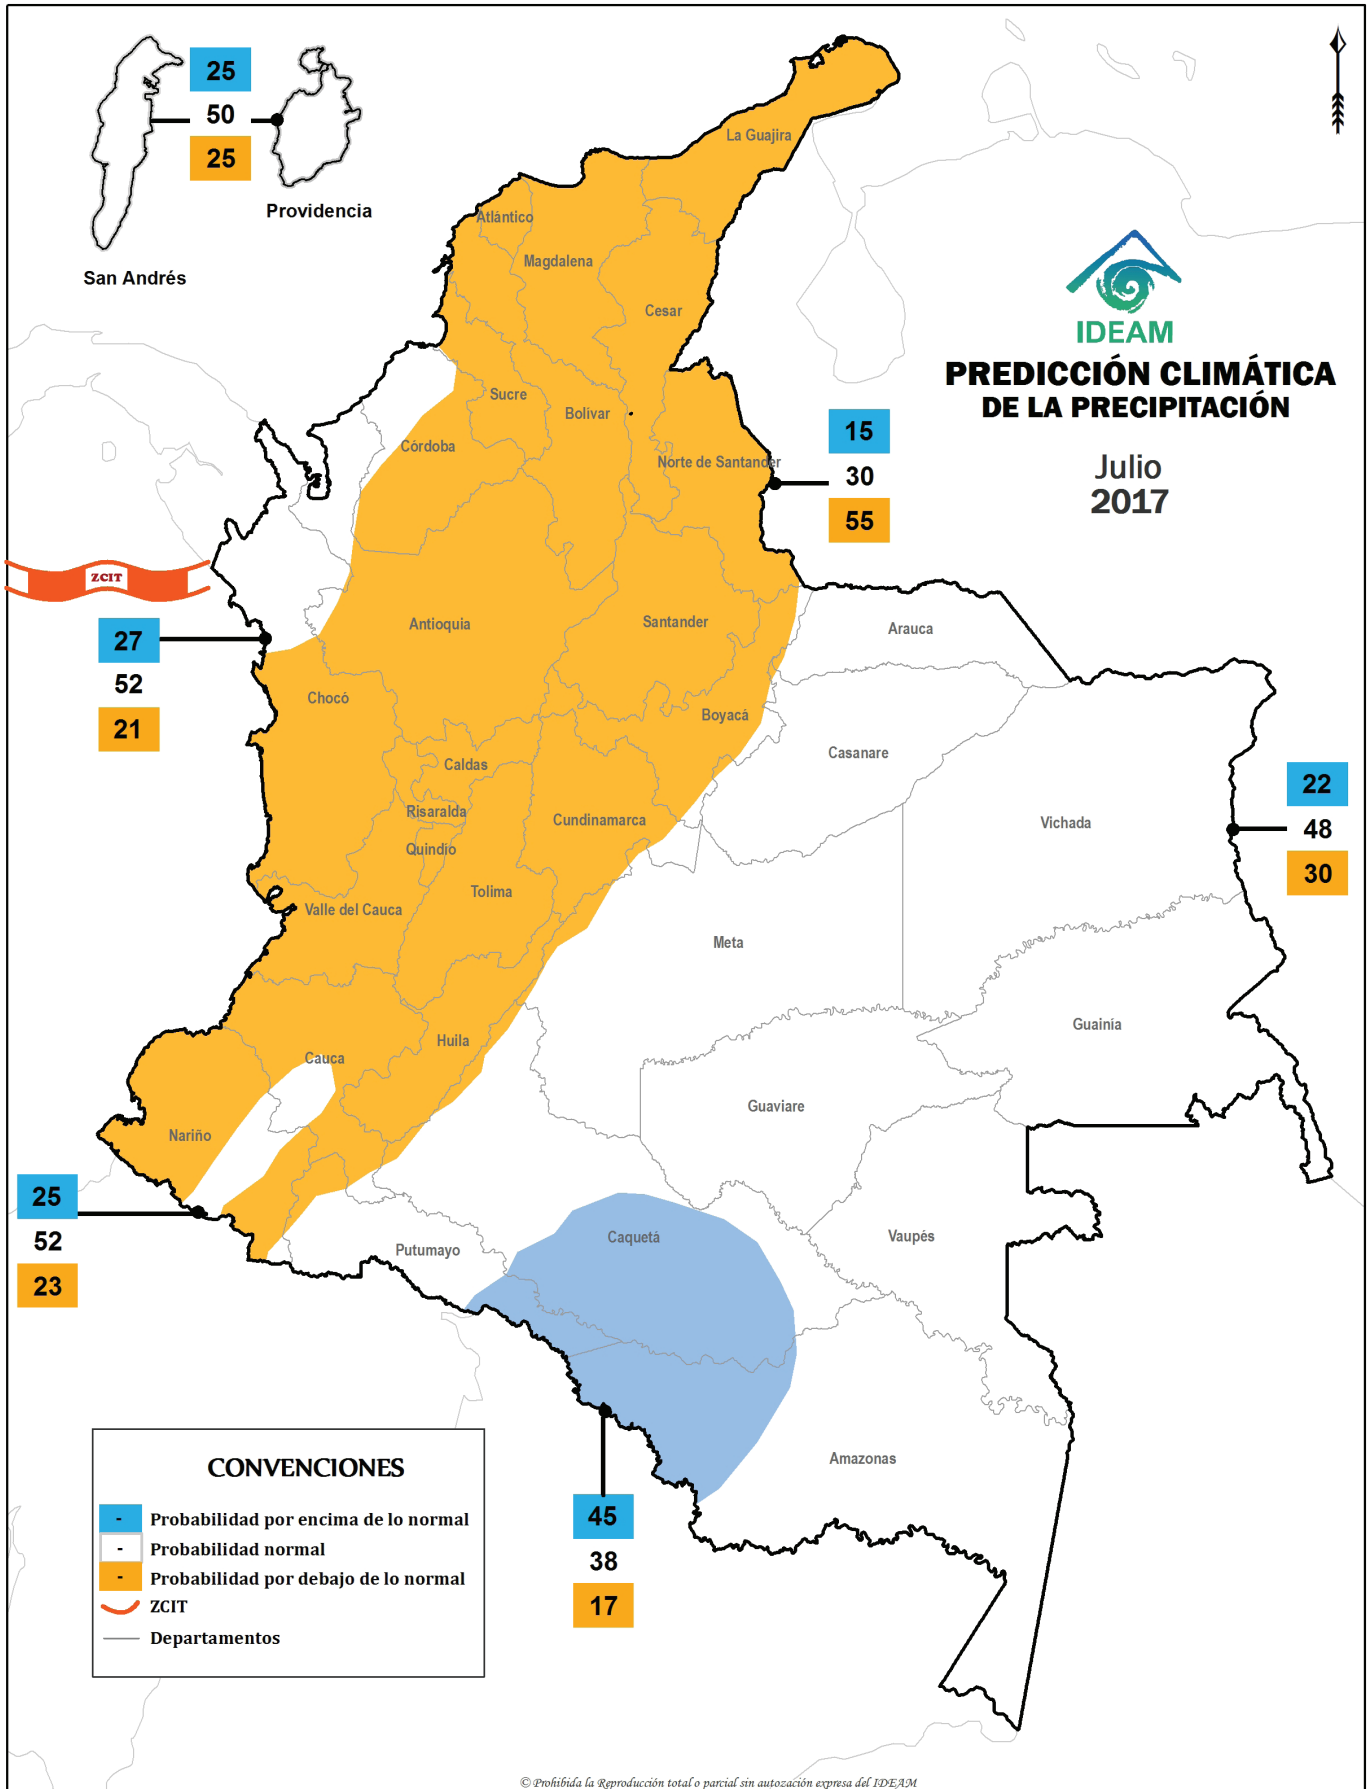 25
50
25
Providencia
San Andrés
La Guajira
Atlántico
Magdalena
Cesar
IDEAM
PREDICCIÓN CLIMÁTICA
DE LA PRECIPITACIÓN
Julio
2017
Sucre
Bolivar
Córdoba
Norte de Santander
15
30
55
ZCIT
27
52
21
Antioquia
Santander
Arauca
Chocó
Boyacá
Casanare
Caldas
Risaralda
Cundinamarca
Quindío
Vichada
22
48
30
Tolima
Valle del Cauca
Meta
Guainía
Huila
Cauca
Guaviare
Nariño
25
52
23
Putumayo
Caquetá
Vaupés
Amazonas
45
38
17
CONVENCIONES
- Probabilidad por encima de lo normal
- Probabilidad normal
- Probabilidad por debajo de lo normal
ZCIT
Departamentos
© Prohibida la Reproducción total o parcial sin autozación expresa del IDEAM